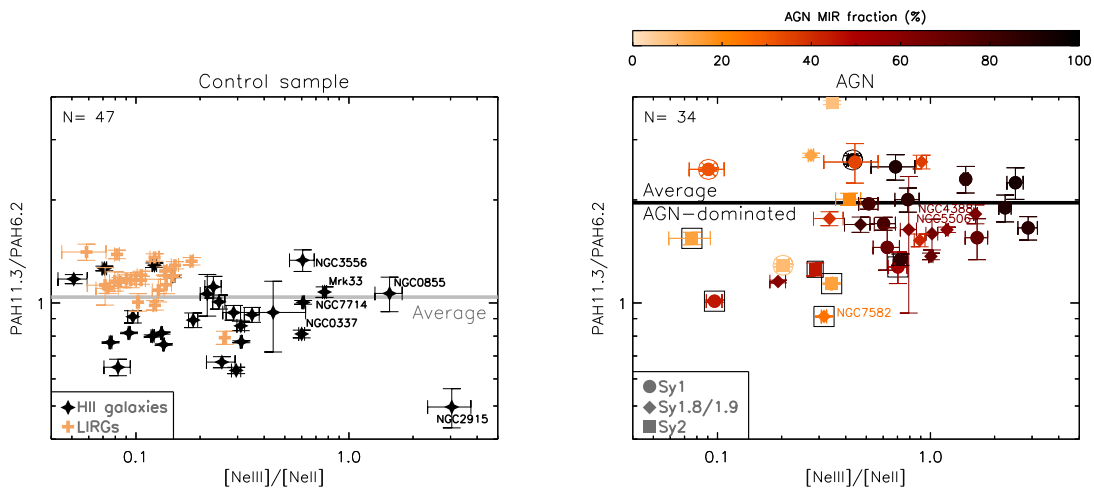 AGN MIR fraction (%)
0 20 40 60 80 100
Control sample
N= 47
PAH11.3/PAH6.2
1
NGC3556
Mrk33
NGC0855
NGC7714
Average
NGC0337
NGC2915
HII galaxies
LIRGs
0.1 1.0
[NeIII]/[NeII]
AGN
N= 34
PAH11.3/PAH6.2
1
Average
AGN-dominated
NGC4388
NGC5506
NGC7582
Sy1
Sy1.8/1.9
Sy2
0.1 1.0
[NeIII]/[NeII]